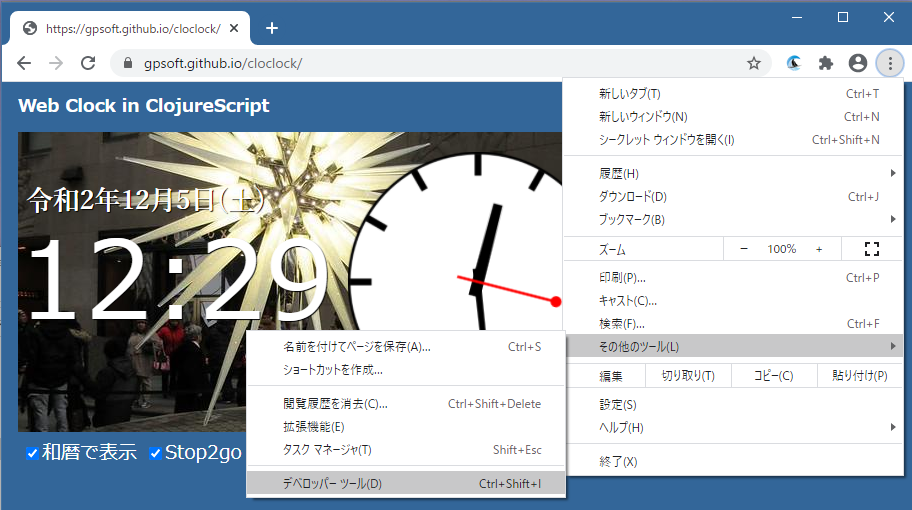 https://gpsoft.github.io/cloclock/
gpsoft.github.io/cloclock/
Web Clock in ClojureScript
令和2年12月5日(土)
12:29
和暦で表示 Stop2go
新しいタブ(T) Ctrl+T
新しいウィンドウ(N) Ctrl+N
シークレット ウィンドウを開く(I) Ctrl+Shift+N
履歴(H)
ダウンロード(D) Ctrl+J
ブックマーク(B)
ズーム − 100% +
印刷(P)... Ctrl+P
キャスト(C)...
検索(F)... Ctrl+F
その他のツール(L)
編集 切り取り(T) コピー(C) 貼り付け(P)
設定(S)
ヘルプ(H)
終了(X)
名前を付けてページを保存(A)... Ctrl+S
ショートカットを作成...
閲覧履歴を消去(C)... Ctrl+Shift+Delete
拡張機能(E)
タスク マネージャ(T) Shift+Esc
デベロッパー ツール(D) Ctrl+Shift+I